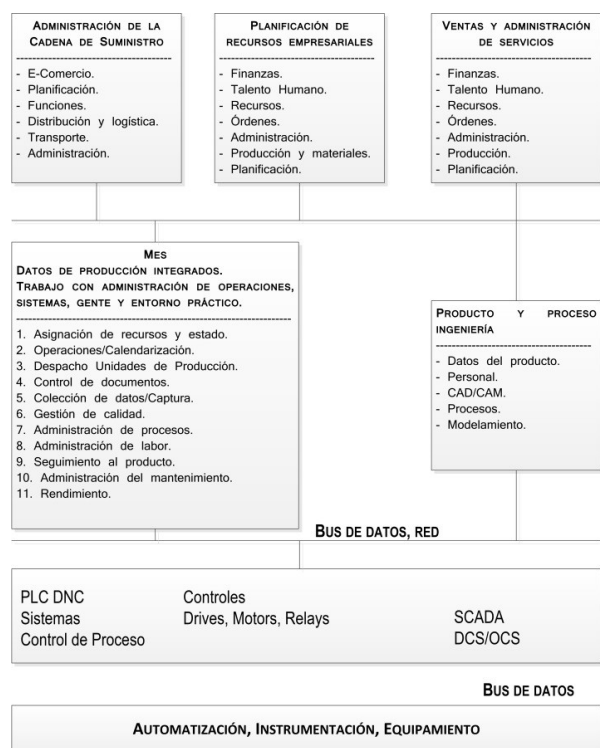 ADMINISTRACIÓN DE LA
CADENA DE SUMINISTRO
------------------------------------
- E-Comercio.
- Planificación.
- Funciones.
- Distribución y logística.
- Transporte.
- Administración.
PLANIFICACIÓN DE
RECURSOS EMPRESARIALES
------------------------------------
- Finanzas.
- Talento Humano.
- Recursos.
- Órdenes.
- Administración.
- Producción y materiales.
- Planificación.
VENTAS Y ADMINISTRACIÓN
DE SERVICIOS
------------------------------------
- Finanzas.
- Talento Humano.
- Recursos.
- Órdenes.
- Administración.
- Producción.
- Planificación.
MES
DATOS DE PRODUCCIÓN INTEGRADOS.
TRABAJO CON ADMINISTRACIÓN DE OPERACIONES,
SISTEMAS, GENTE Y ENTORNO PRÁCTICO.
----------------------------------------------------------------
1. Asignación de recursos y estado.
2. Operaciones/Calendarización.
3. Despacho Unidades de Producción.
4. Control de documentos.
5. Colección de datos/Captura.
6. Gestión de calidad.
7. Administración de procesos.
8. Administración de labor.
9. Seguimiento al producto.
10. Administración del mantenimiento.
11. Rendimiento.
PRODUCTO Y PROCESO
INGENIERÍA
------------------------------------
- Datos del producto.
- Personal.
- CAD/CAM.
- Procesos.
- Modelamiento.
BUS DE DATOS, RED
PLC DNC
Sistemas
Control de Proceso
Controles
Drives, Motors, Relays
SCADA
DCS/OCS
BUS DE DATOS
AUTOMATIZACIÓN, INSTRUMENTACIÓN, EQUIPAMIENTO